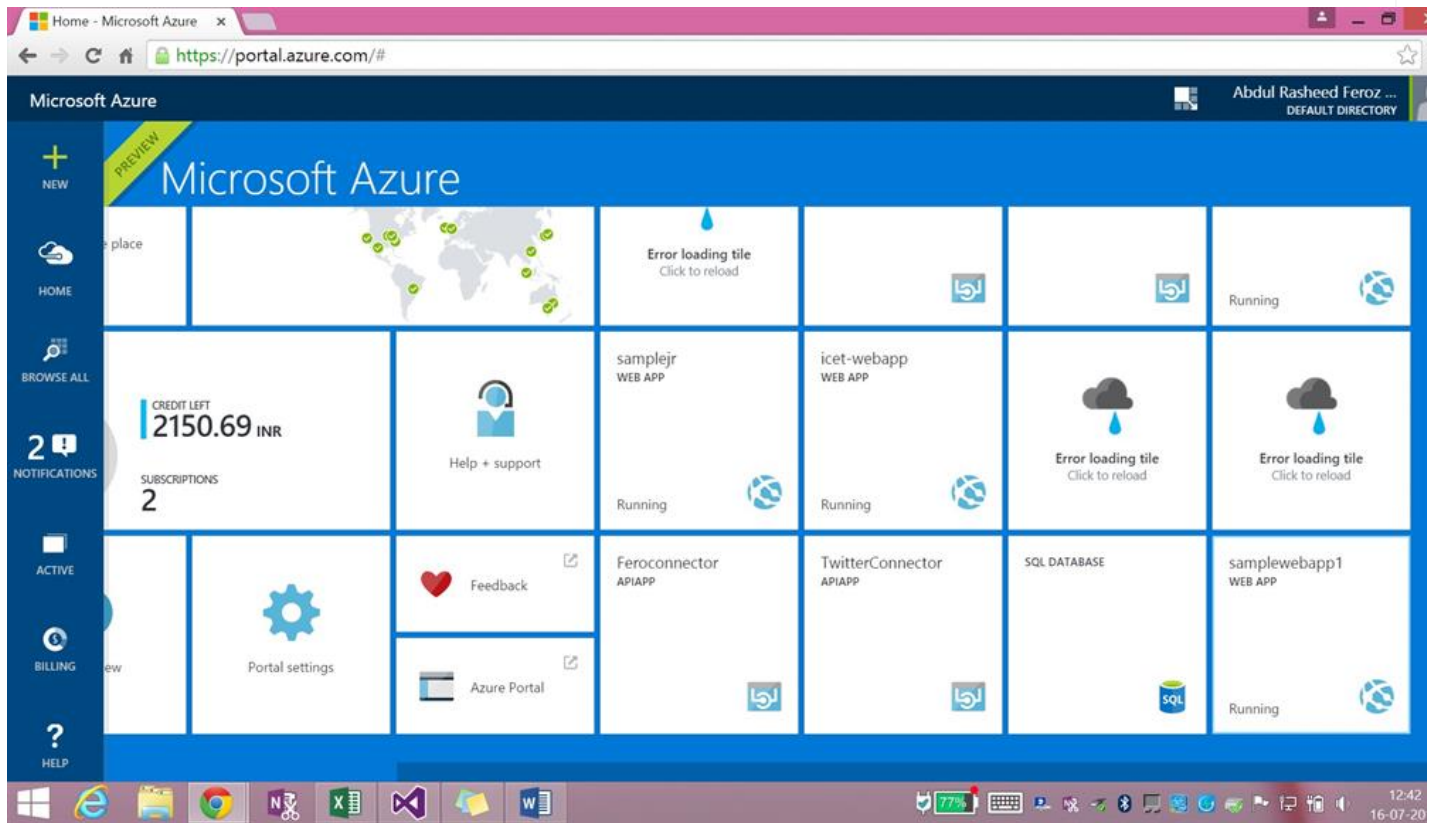 Home - Microsoft Azure
https://portal.azure.com/#
Microsoft Azure
Abdul Rasheed Feroz ...
DEFAULT DIRECTORY
NEW
HOME
BROWSE ALL
2
NOTIFICATIONS
ACTIVE
BILLING
HELP
PREVIEW
Microsoft Azure
place
Error loading tile
Click to reload
Running
CREDIT LEFT
2150.69 INR
SUBSCRIPTIONS
2
Help + support
samplejr
WEB APP
Running
icet-webapp
WEB APP
Running
Error loading tile
Click to reload
Error loading tile
Click to reload
ew
Portal settings
Feedback
Azure Portal
Feroconnector
APIAPP
TwitterConnector
APIAPP
SQL DATABASE
SQL
samplewebapp1
WEB APP
Running
77%
12:42
16-07-20